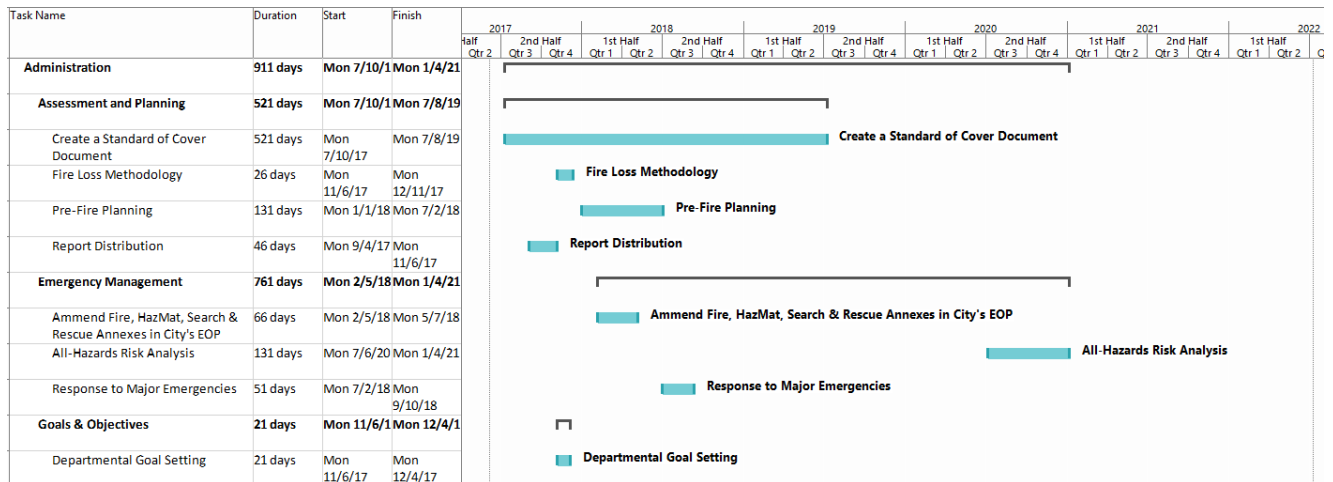 Task Name Duration Start Finish
2017 2018 2019 2020 2021 2022
Half 2nd Half 1st Half 2nd Half 1st Half 2nd Half 1st Half 2nd Half 1st Half 2nd Half 1st Half 2
Qtr 2 Qtr 3 Qtr 4 Qtr 1 Qtr 2 Qtr 3 Qtr 4 Qtr 1 Qtr 2 Qtr 3 Qtr 4 Qtr 1 Qtr 2 Qtr 3 Qtr 4 Qtr 1 Qtr 2 Qtr 3 Qtr 4 Qtr 1 Qtr 2 Qtr 3 Q
Administration 911 days Mon 7/10/1 Mon 1/4/21
Assessment and Planning 521 days Mon 7/10/1 Mon 7/8/19
Create a Standard of Cover 521 days Mon Mon 7/8/19 Create a Standard of Cover Document
Document 7/10/17
Fire Loss Methodology 26 days Mon Mon Fire Loss Methodology
11/6/17 12/11/17
Pre-Fire Planning 131 days Mon 1/1/18 Mon 7/2/18 Pre-Fire Planning
Report Distribution 46 days Mon 9/4/17 Mon Report Distribution
11/6/17
Emergency Management 761 days Mon 2/5/18 Mon 1/4/21
Ammend Fire, HazMat, Search & 66 days Mon 2/5/18 Mon 5/7/18 Ammend Fire, HazMat, Search & Rescue Annexes in City's EOP
Rescue Annexes in City's EOP
All-Hazards Risk Analysis 131 days Mon 7/6/20 Mon 1/4/21 All-Hazards Risk Analysis
Response to Major Emergencies 51 days Mon 7/2/18 Mon Response to Major Emergencies
9/10/18
Goals & Objectives 21 days Mon 11/6/1 Mon 12/4/1
Departmental Goal Setting 21 days Mon Mon Departmental Goal Setting
11/6/17 12/4/17